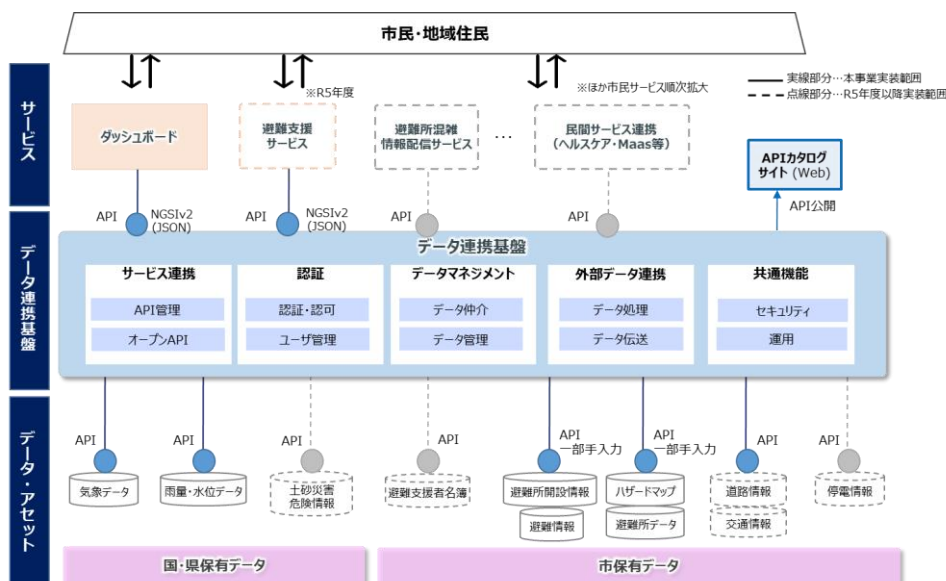 市民・地域住民
実線部分…本事業実装範囲
点線部分…R5年度以降実装範囲
サービス
※R5年度
※ほか市民サービス順次拡大
ダッシュボード
避難支援
サービス
避難所混雑
情報配信サービス
…
民間サービス連携
(ヘルスケア・Maas等)
APIカタログ
サイト (Web)
API
NGSIv2
(JSON)
API
NGSIv2
(JSON)
API
API
API公開
データ連携基盤
データ連携基盤
サービス連携
API管理
オープンAPI
認証
認証・認可
ユーザ管理
データマネジメント
データ仲介
データ管理
外部データ連携
データ処理
データ伝送
共通機能
セキュリティ
運用
データ・アセット
API
API
API
API
API
一部手入力
API
一部手入力
API
API
気象データ
雨量・水位データ
土砂災害
危険情報
避難支援者名簿
避難所開設情報
避難情報
ハザードマップ
避難所データ
道路情報
交通情報
停電情報
国・県保有データ
市保有データ